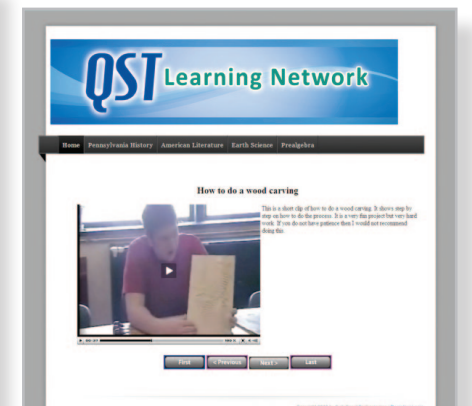 QST Learning Network
Home Pennsylvania History American Literature Earth Science Prealgebra
How to do a wood carving
This is a short clip of how to do a wood carving. It shows step by
step on how to do the process. It is a very fun project but very hard
work. If you do not have patience then I would not recommend
doing this.
First < Previous Next > Last